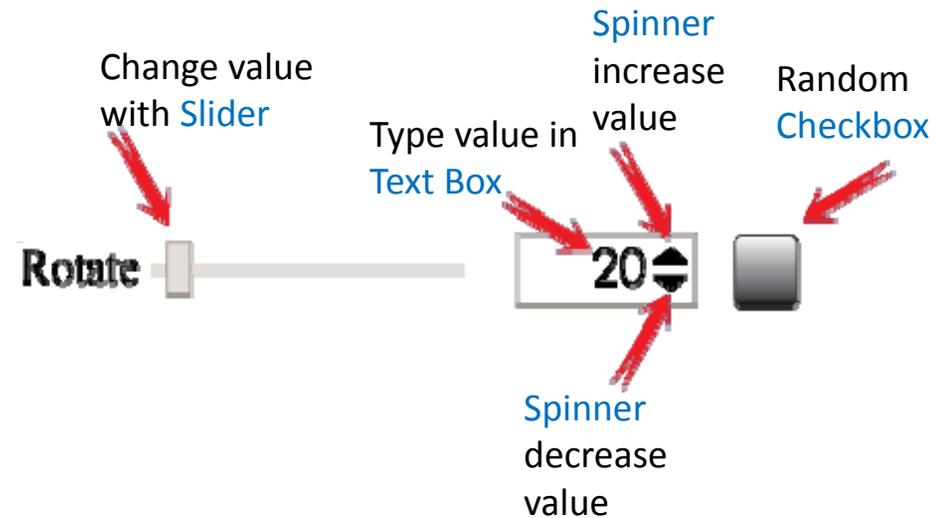 Change value
with Slider
Type value in
Text Box
Spinner
increase
value
Random
Checkbox
Rotate
20
Spinner
decrease
value